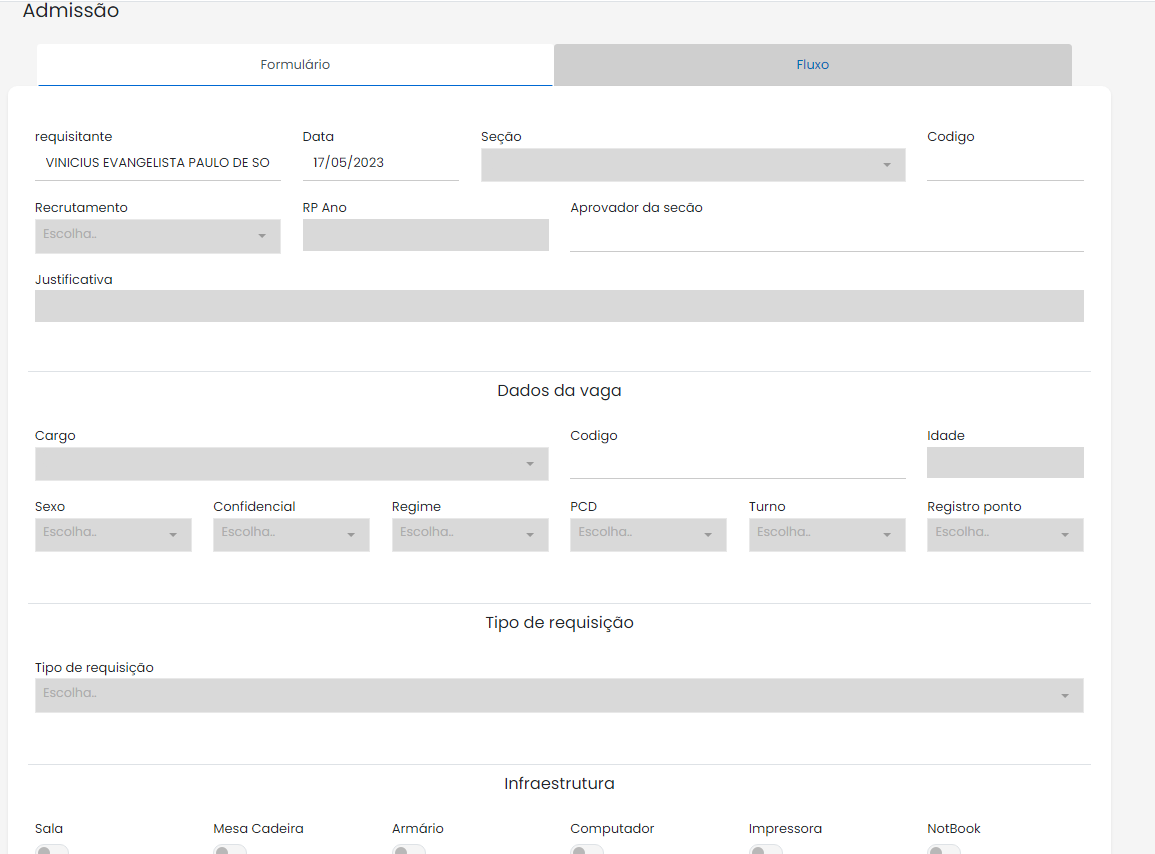 Admissão
Formulário Fluxo
requisitante Data Seção Codigo
VINICIUS EVANGELISTA PAULO DE SO 17/05/2023
Recrutamento RP Ano Aprovador da secão
Escolha..
Justificativa
Dados da vaga
Cargo Codigo Idade
Sexo Confidencial Regime PCD Turno Registro ponto
Escolha.. Escolha.. Escolha.. Escolha.. Escolha.. Escolha..
Tipo de requisição
Tipo de requisição
Escolha..
Infraestrutura
Sala Mesa Cadeira Armário Computador Impressora NotBook